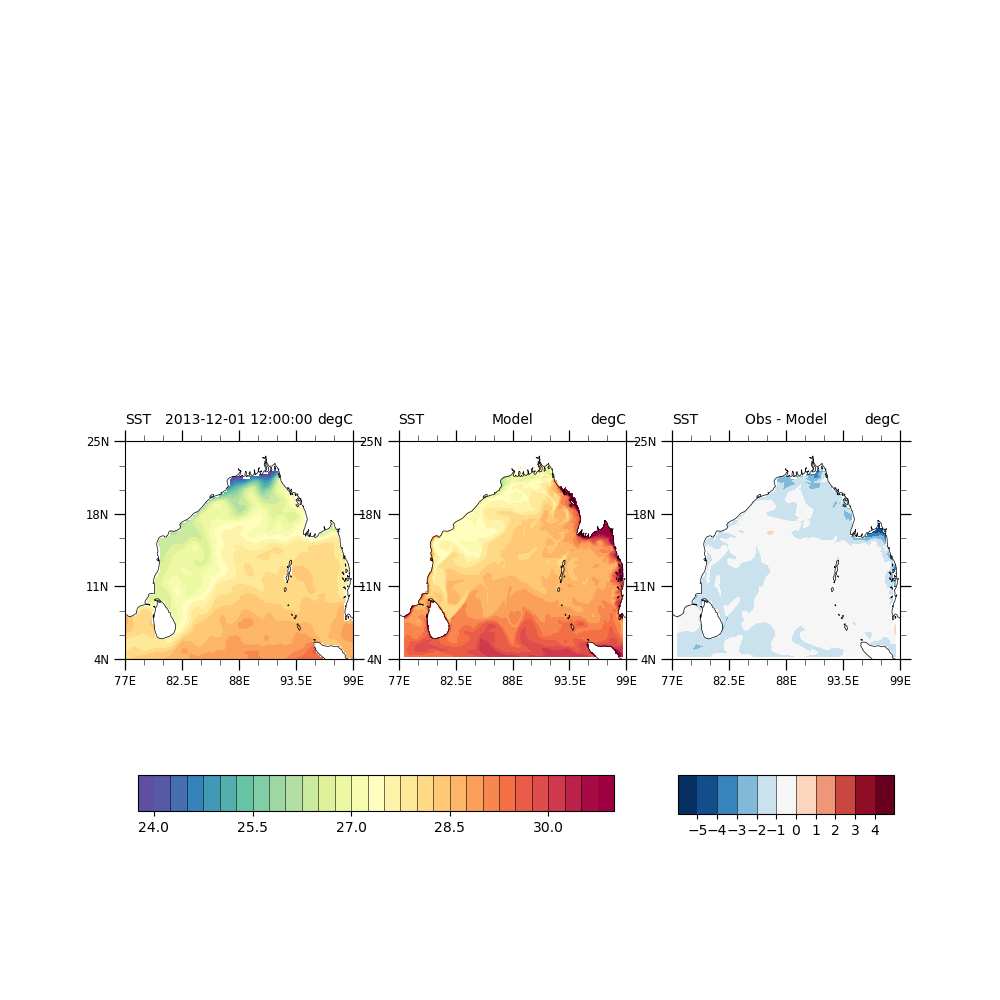 SST 2013-12-01 12:00:00 degC SST Model degC SST Obs - Model degC
25N 25N 25N
18N 18N 18N
11N 11N 11N
4N 4N 4N
77E 82.5E 88E 93.5E 99E 77E 82.5E 88E 93.5E 99E 77E 82.5E 88E 93.5E 99E
24.0 25.5 27.0 28.5 30.0
−5 −4 −3 −2 −1 0 1 2 3 4